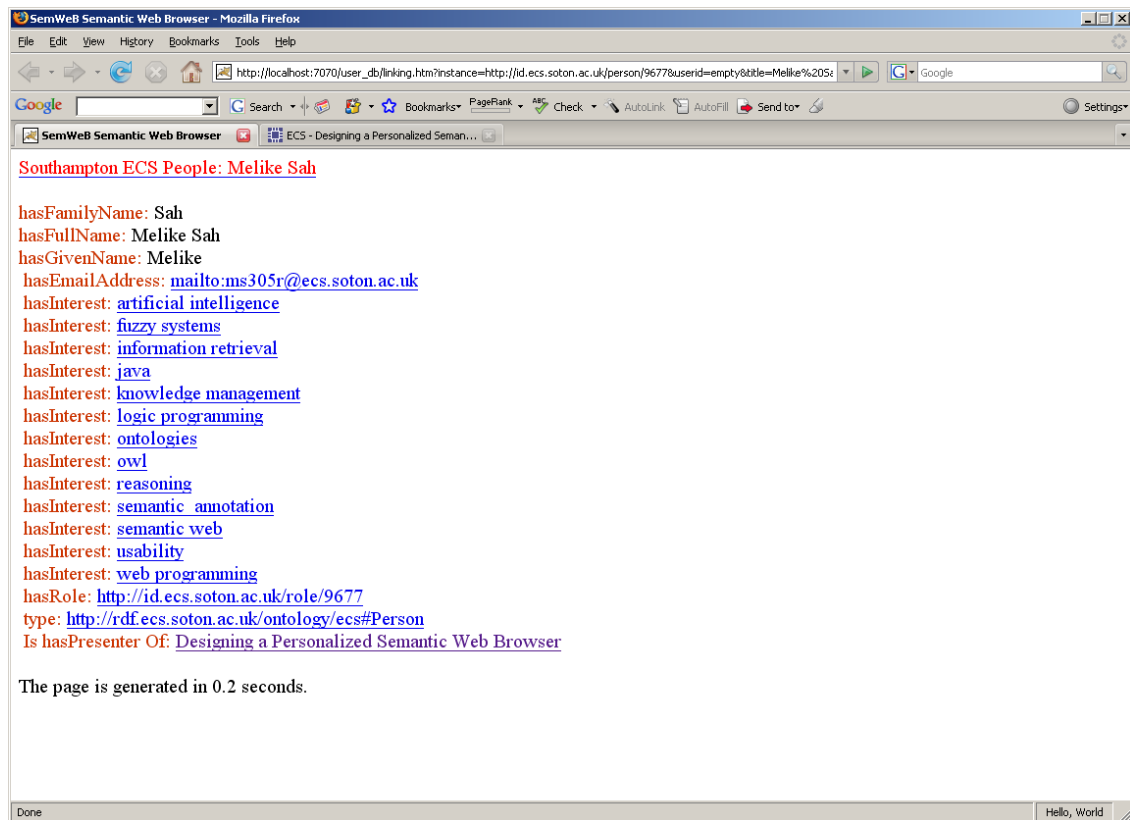 SemWeB Semantic Web Browser - Mozilla Firefox
File Edit View History Bookmarks Tools Help
http://localhost:7070/user_db/linking.htm?instance=http://id.ecs.soton.ac.uk/person/9677&userid=empty&title=Melike%20Sa G Google
Google G Search Bookmarks PageRank ABC Check AutoLink AutoFill Send to Settings
SemWeB Semantic Web Browser ECS - Designing a Personalized Seman...
Southampton ECS People: Melike Sah
hasFamilyName: Sah
hasFullName: Melike Sah
hasGivenName: Melike
hasEmailAddress: mailto:ms305r@ecs.soton.ac.uk
hasInterest: artificial intelligence
hasInterest: fuzzy systems
hasInterest: information retrieval
hasInterest: java
hasInterest: knowledge management
hasInterest: logic programming
hasInterest: ontologies
hasInterest: owl
hasInterest: reasoning
hasInterest: semantic annotation
hasInterest: semantic web
hasInterest: usability
hasInterest: web programming
hasRole: http://id.ecs.soton.ac.uk/role/9677
type: http://rdf.ecs.soton.ac.uk/ontology/ecs#Person
Is hasPresenter Of: Designing a Personalized Semantic Web Browser
The page is generated in 0.2 seconds.
Done Hello, World